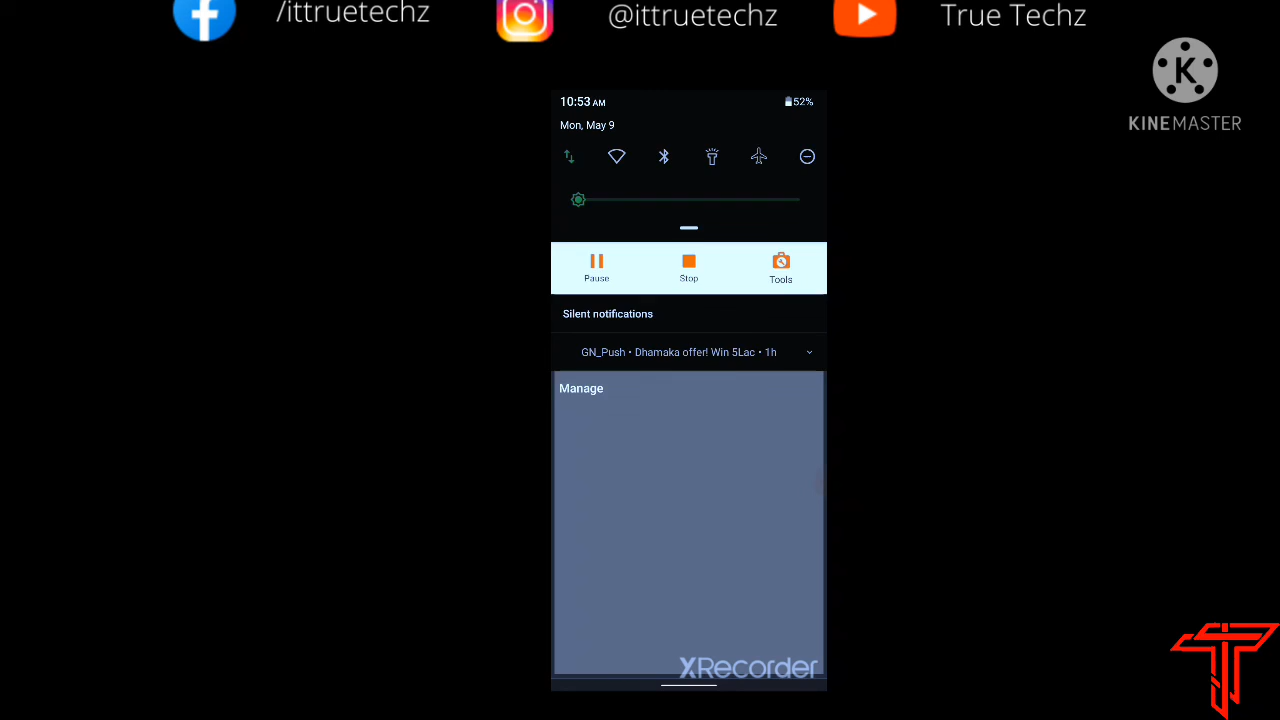 /ittruetechz
@ittruetechz
True Techz
K
KINEMASTER
10:53 AM
52%
Mon, May 9
Pause
Stop
Tools
Silent notifications
GN_Push • Dhamaka offer! Win 5Lac • 1h
Manage
XRecorder